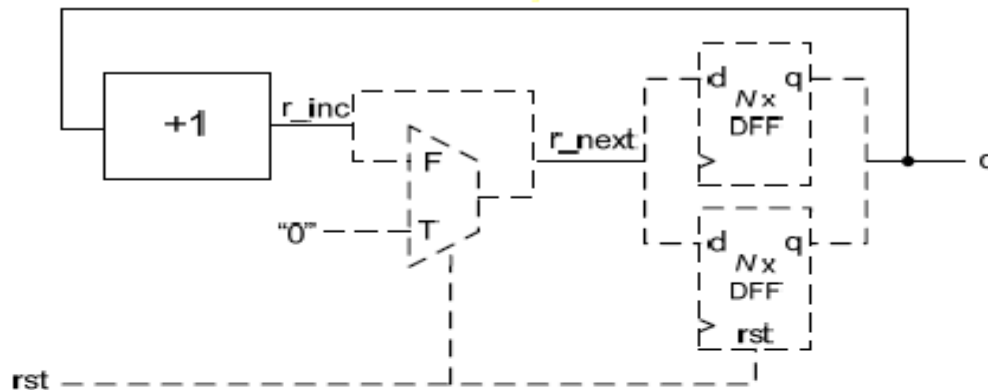 d q
N x
DFF
+1
r_inc
r_next
F
"0"
T
d q
N x
DFF
rst
rst